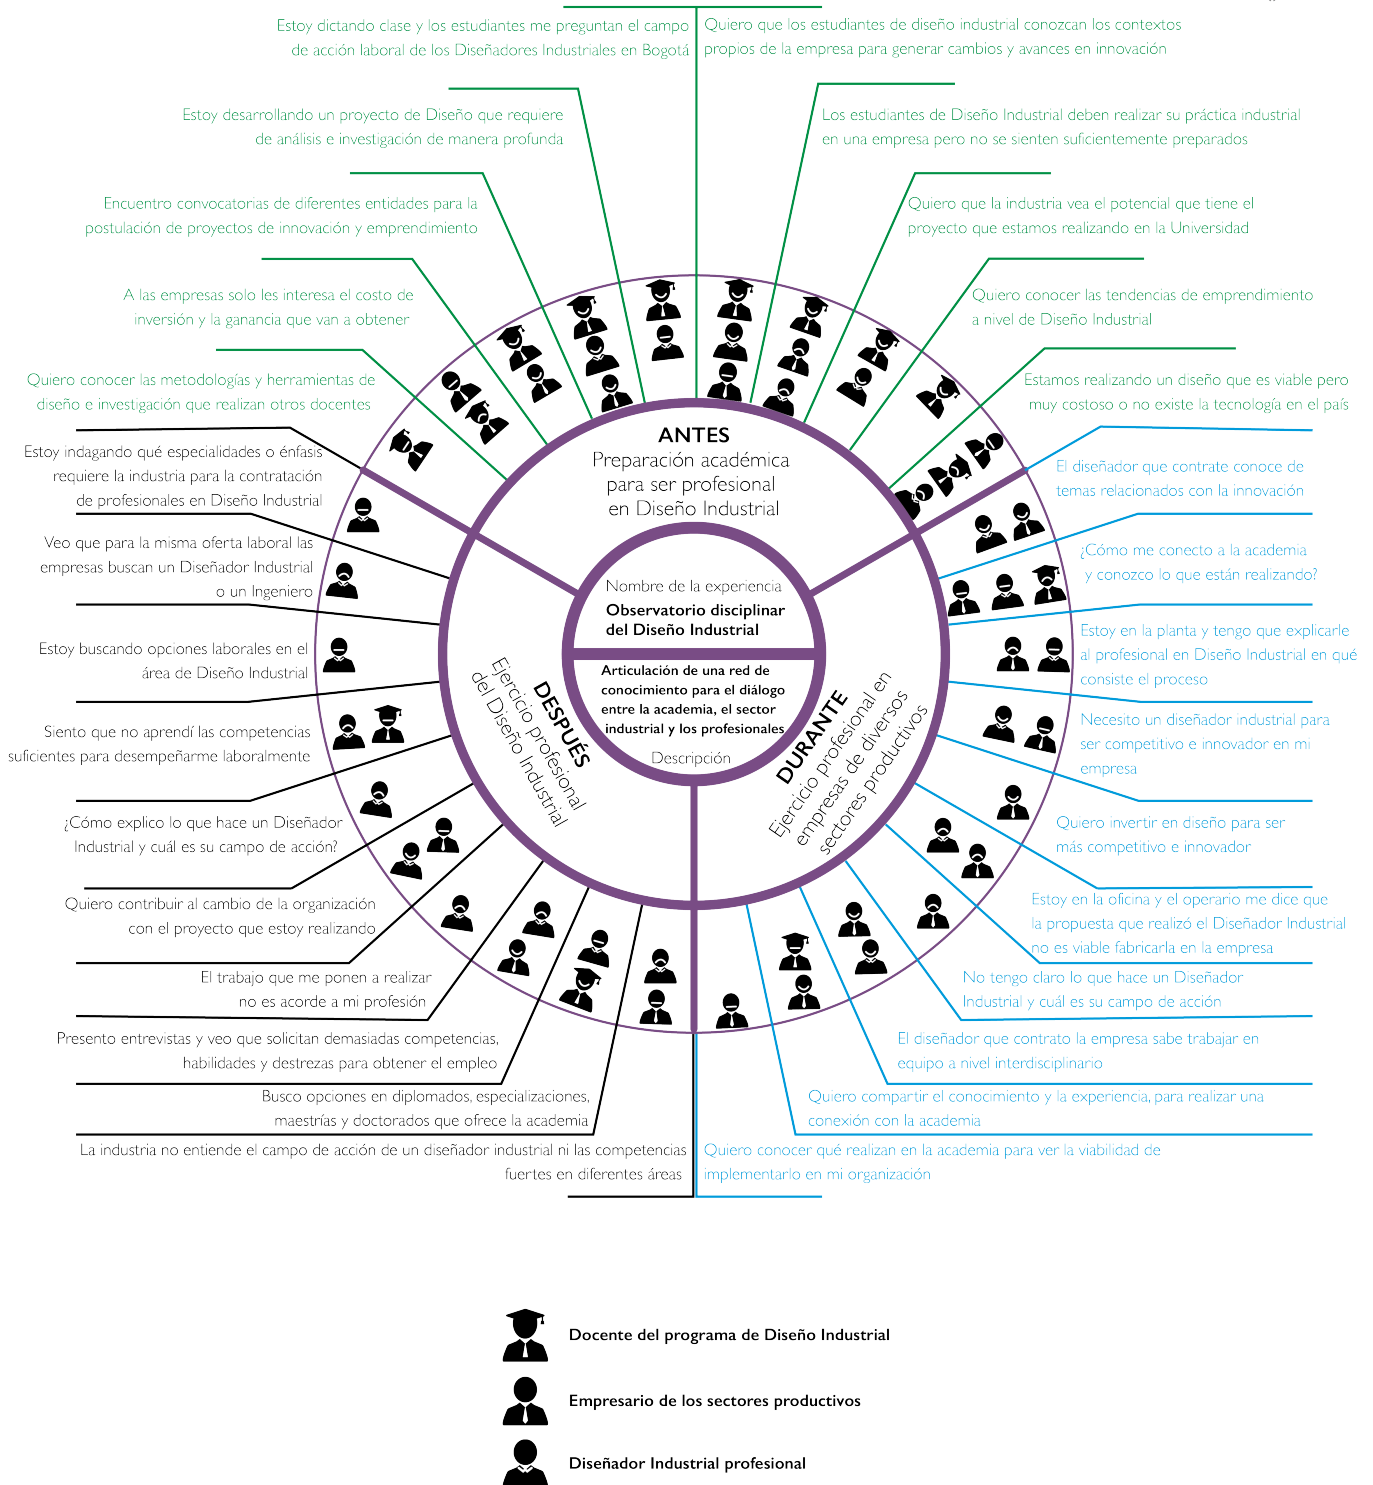 Estoy dictando clase y los estudiantes me preguntan el campo
de acción laboral de los Diseñadores Industriales en Bogotá
Quiero que los estudiantes de diseño industrial conozcan los contextos
propios de la empresa para generar cambios y avances en innovación
Estoy desarrollando un proyecto de Diseño que requiere
de análisis e investigación de manera profunda
Los estudiantes de Diseño Industrial deben realizar su práctica industrial
en una empresa pero no se sienten suficientemente preparados
Encuentro convocatorias de diferentes entidades para la
postulación de proyectos de innovación y emprendimiento
Quiero que la industria vea el potencial que tiene el
proyecto que estamos realizando en la Universidad
A las empresas solo les interesa el costo de
inversión y la ganancia que van a obtener
Quiero conocer las tendencias de emprendimiento
a nivel de Diseño Industrial
Quiero conocer las metodologías y herramientas de
diseño e investigación que realizan otros docentes
Estamos realizando un diseño que es viable pero
muy costoso o no existe la tecnología en el país
ANTES
Preparación académica
para ser profesional
en Diseño Industrial
Estoy indagando qué especialidades o énfasis
requiere la industria para la contratación
de profesionales en Diseño Industrial
El diseñador que contrate conoce de
temas relacionados con la innovación
Veo que para la misma oferta laboral las
empresas buscan un Diseñador Industrial
o un Ingeniero
¿Cómo me conecto a la academia
y conozco lo que están realizando?
Nombre de la experiencia
Observatorio disciplinar
del Diseño Industrial
Articulación de una red de
conocimiento para el diálogo
entre la academia, el sector
industrial y los profesionales
Descripción
Estoy buscando opciones laborales en el
área de Diseño Industrial
Estoy en la planta y tengo que explicarle
al profesional en Diseño Industrial en qué
consiste el proceso
DESPUÉS
Ejercicio profesional
del Diseño Industrial
DURANTE
Ejercicio profesional en
empresas de diversos
sectores productivos
Siento que no aprendí las competencias
suficientes para desempeñarme laboralmente
Necesito un diseñador industrial para
ser competitivo e innovador en mi
empresa
¿Cómo explico lo que hace un Diseñador
Industrial y cuál es su campo de acción?
Quiero invertir en diseño para ser
más competitivo e innovador
Quiero contribuir al cambio de la organización
con el proyecto que estoy realizando
Estoy en la oficina y el operario me dice que
la propuesta que realizó el Diseñador Industrial
no es viable fabricarla en la empresa
El trabajo que me ponen a realizar
no es acorde a mi profesión
No tengo claro lo que hace un Diseñador
Industrial y cuál es su campo de acción
Presento entrevistas y veo que solicitan demasiadas competencias,
habilidades y destrezas para obtener el empleo
El diseñador que contrato la empresa sabe trabajar en
equipo a nivel interdisciplinario
Busco opciones en diplomados, especializaciones,
maestrías y doctorados que ofrece la academia
Quiero compartir el conocimiento y la experiencia, para realizar una
conexión con la academia
La industria no entiende el campo de acción de un diseñador industrial ni las competencias
fuertes en diferentes áreas
Quiero conocer qué realizan en la academia para ver la viabilidad de
implementarlo en mi organización
Docente del programa de Diseño Industrial
Empresario de los sectores productivos
Diseñador Industrial profesional